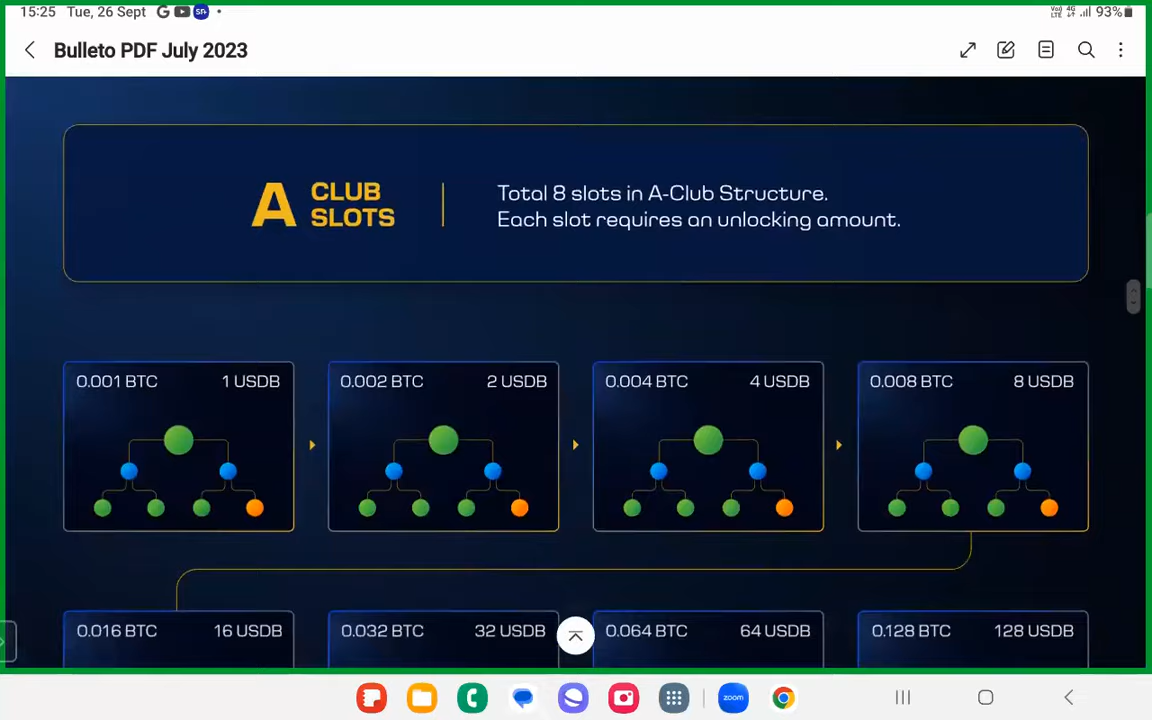 15:25 Tue, 26 Sept G 93%
Bulleto PDF July 2023
A CLUB SLOTS
Total 8 slots in A-Club Structure.
Each slot requires an unlocking amount.
0.001 BTC 1 USDB
0.002 BTC 2 USDB
0.004 BTC 4 USDB
0.008 BTC 8 USDB
0.016 BTC 16 USDB
0.032 BTC 32 USDB
0.064 BTC 64 USDB
0.128 BTC 128 USDB
zoom